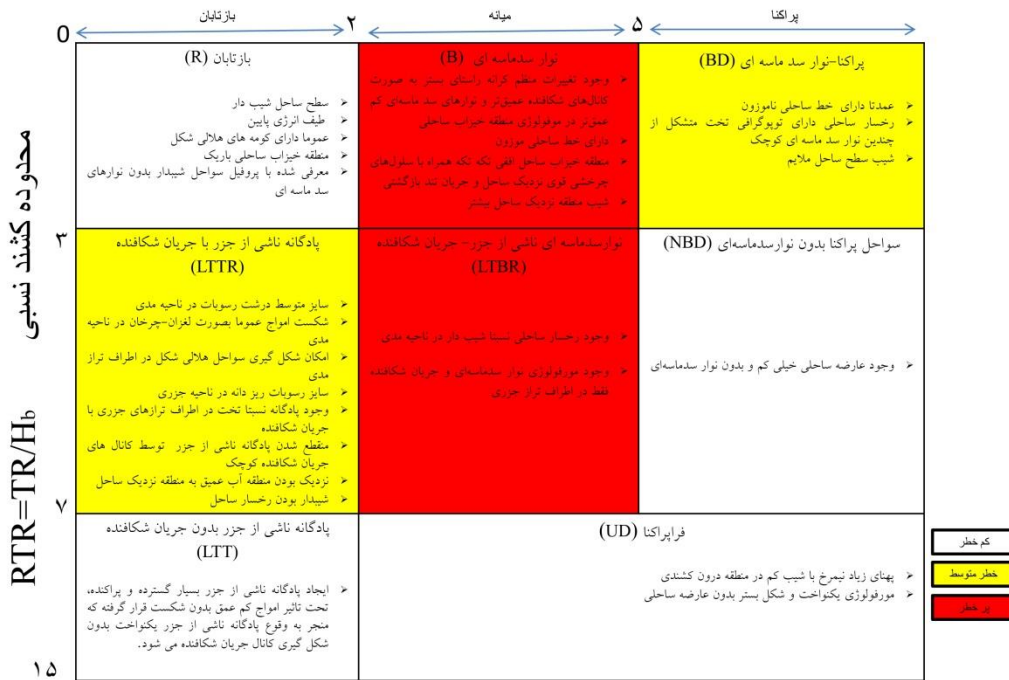 بازتابان
میانه
پراکنا
0
۲
۵
بازتابان (R)
➢ سطح ساحل شیب دار
➢ طیف انرژی پایین
➢ عموما دارای کومه های هلالی شکل
➢ منطقه خیزاب ساحلی باریک
➢ معرفی شده با پروفیل سواحل شیبدار بدون نوارهای
سد ماسه ای
نوار سدماسه ای (B)
➢ وجود تغییرات منظم کرانه راستای بستر به صورت
کانال‌های شکافنده عمیق‌تر و نوارهای سد ماسه‌ای کم
عمق‌تر در موفولوژی منطقه خیزاب ساحلی
➢ دارای خط ساحلی موزون
➢ منطقه خیزاب ساحل افقی تکه تکه همراه با سلول‌های
چرخشی قوی نزدیک ساحل و جریان تند بازگشتی
➢ شیب منطقه نزدیک ساحل بیشتر
پراکنا-نوار سد ماسه ای (BD)
➢ عمدتا دارای خط ساحلی ناموزون
➢ رخسار ساحلی دارای توپوگرافی تخت متشکل از
چندین نوار سد ماسه ای کوچک
➢ شیب سطح ساحل ملایم
۳
پادگانه ناشی از جزر با جریان شکافنده
(LTTR)
➢ سایز متوسط درشت رسوبات در ناحیه مدی
➢ شکست امواج عموما بصورت لغزان-چرخان در ناحیه
مدی
➢ امکان شکل گیری سواحل هلالی شکل در اطراف تراز
مدی
➢ سایز رسوبات ریز دانه در ناحیه جزری
➢ وجود پادگانه نسبتا تخت در اطراف ترازهای جزری با
جریان شکافنده
➢ منقطع شدن پادگانه ناشی از جزر توسط کانال های
جریان شکافنده کوچک
➢ نزدیک بودن منطقه آب عمیق به منطقه نزدیک ساحل
➢ شیبدار بودن رخسار ساحل
نوارسدماسه ای ناشی از جزر- جریان شکافنده
(LTBR)
➢ وجود رخسار ساحلی نسبتا شیب دار در ناحیه مدی
➢ وجود مورفولوژی نوار سدماسه‌ای و جریان شکافنده
فقط در اطراف تراز جزری
سواحل پراکنا بدون نوارسدماسه‌ای (NBD)
➢ وجود عارضه ساحلی خیلی کم و بدون نوار سدماسه‌ای
۷
پادگانه ناشی از جزر بدون جریان شکافنده
(LTT)
➢ ایجاد پادگانه ناشی از جزر بسیار گسترده و پراکنده،
تحت تاثیر امواج کم عمق بدون شکست قرار گرفته که
منجر به وقوع پادگانه ناشی از جزر یکنواخت بدون
شکل گیری کانال جریان شکافنده می شود.
فراپراکنا (UD)
➢ پهنای زیاد نیمرخ با شیب کم در منطقه درون کشندی
➢ مورفولوژی یکنواخت و شکل بستر بدون عارضه ساحلی
۱۵
محدوده کشند نسبی
RTR=TR/Hb
کم خطر
خطر متوسط
پر خطر